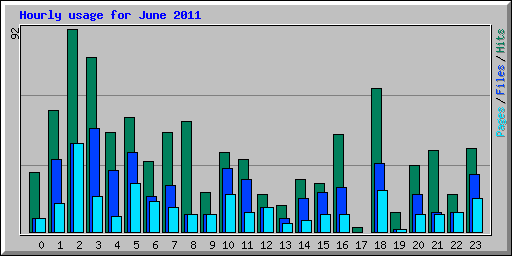 Hourly usage for June 2011
92
Pages/Files/Hits
0 1 2 3 4 5 6 7 8 9 10 11 12 13 14 15 16 17 18 19 20 21 22 23